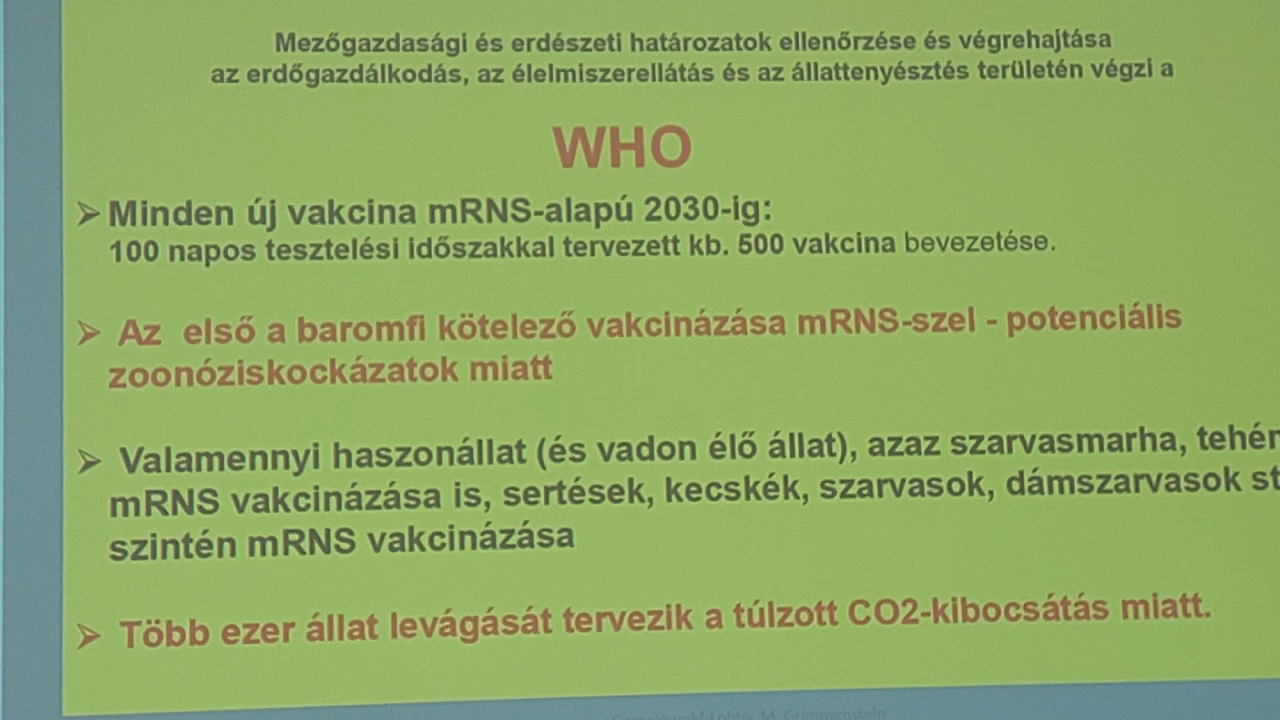 Mezőgazdasági és erdészeti határozatok ellenőrzése és végrehajtása
az erdőgazdálkodás, az élelmiszerellátás és az állattenyésztés területén végzi a
WHO
➢ Minden új vakcina mRNS-alapú 2030-ig:
100 napos tesztelési időszakkal tervezett kb. 500 vakcina bevezetése.
➢ Az első a baromfi kötelező vakcinázása mRNS-szel - potenciális
zoonóziskockázatok miatt
➢ Valamennyi haszonállat (és vadon élő állat), azaz szarvasmarha, tehén
mRNS vakcinázása is, sertések, kecskék, szarvasok, dámszarvasok st
szintén mRNS vakcinázása
➢ Több ezer állat levágását tervezik a túlzott CO2-kibocsátás miatt.